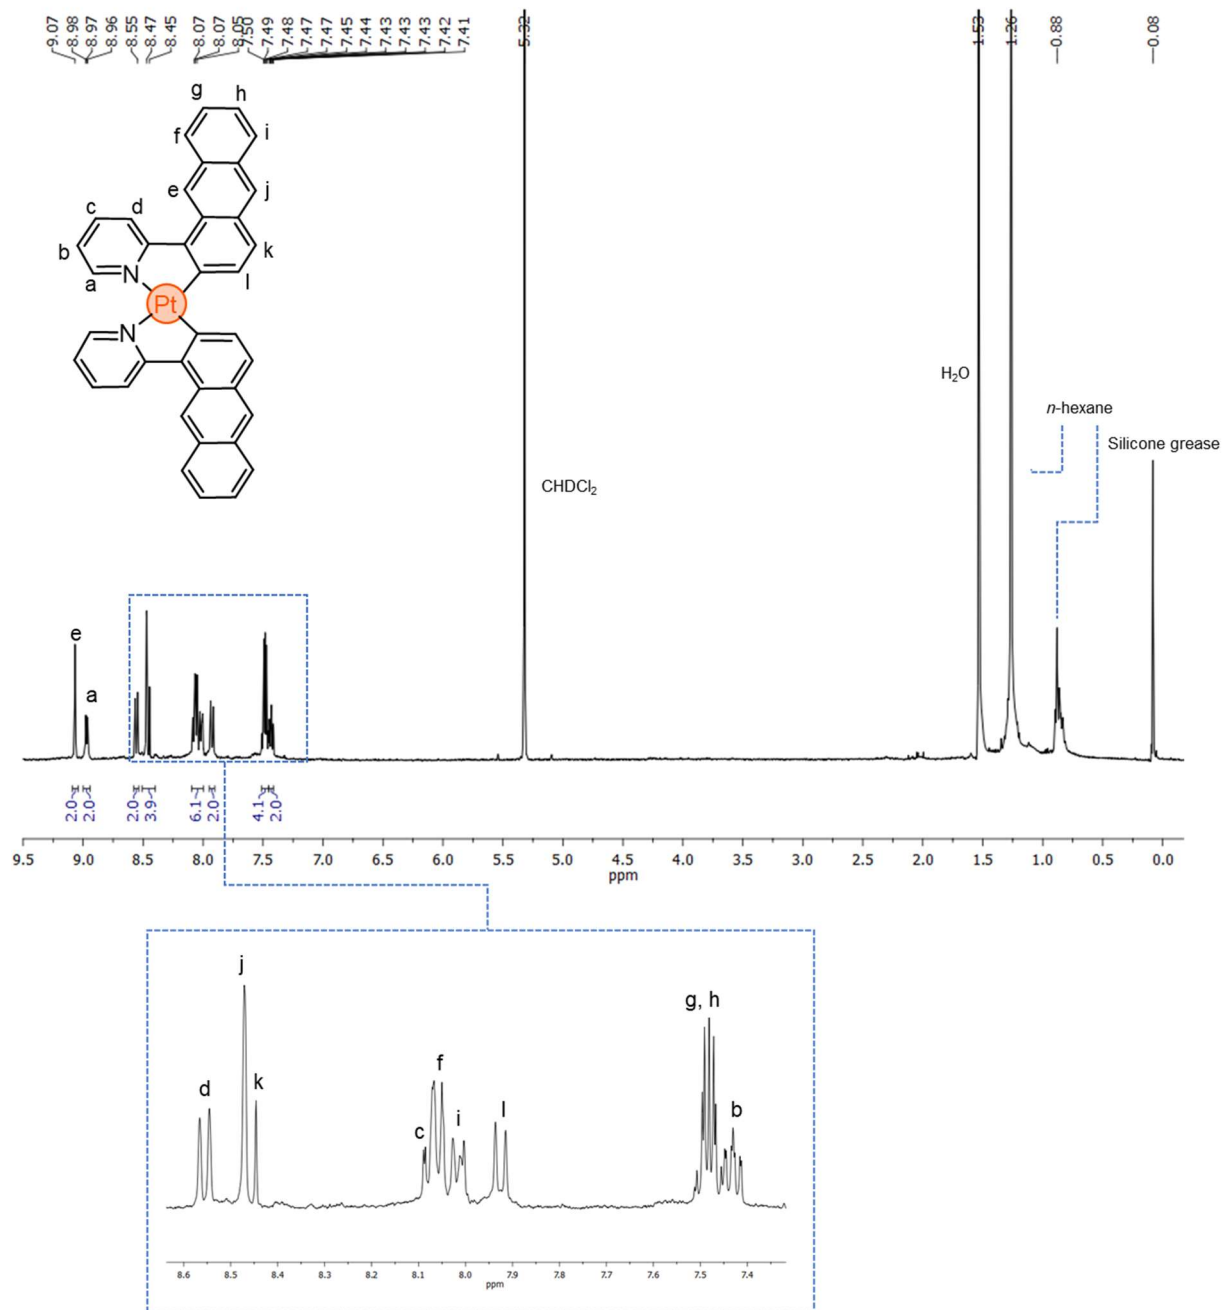 9.07 8.98 8.97 8.96 8.55 8.47 8.45 8.07 8.07 8.05 7.50 7.49 7.48 7.47 7.47 7.45 7.44 7.43 7.43 7.43 7.42 7.41 5.32 1.53 1.26 0.88 0.08
g h
f i
e j
c d
b k
a N l
Pt
N
H₂O
n-hexane
Silicone grease
CHDCl₂
e
a
2.0 2.0 2.0 3.9 6.1 2.0 4.1 2.0
9.5 9.0 8.5 8.0 7.5 7.0 6.5 6.0 5.5 5.0 4.5 4.0 3.5 3.0 2.5 2.0 1.5 1.0 0.5 0.0
ppm
j
g, h
f
d k l b
i
c
8.6 8.5 8.4 8.3 8.2 8.1 8.0 7.9 7.8 7.7 7.6 7.5 7.4
ppm